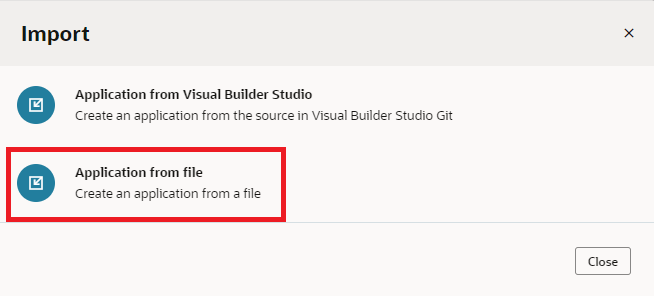 Import
Application from Visual Builder Studio
Create an application from the source in Visual Builder Studio Git
Application from file
Create an application from a file
Close